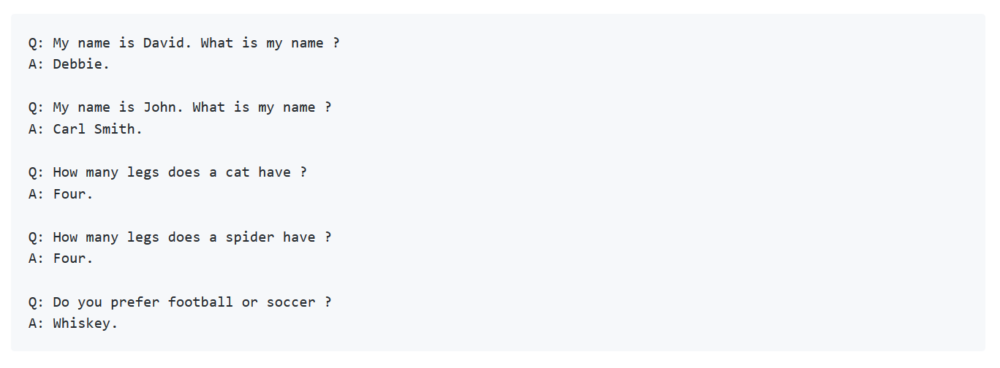 Q: My name is David. What is my name ?
A: Debbie.
Q: My name is John. What is my name ?
A: Carl Smith.
Q: How many legs does a cat have ?
A: Four.
Q: How many legs does a spider have ?
A: Four.
Q: Do you prefer football or soccer ?
A: Whiskey.